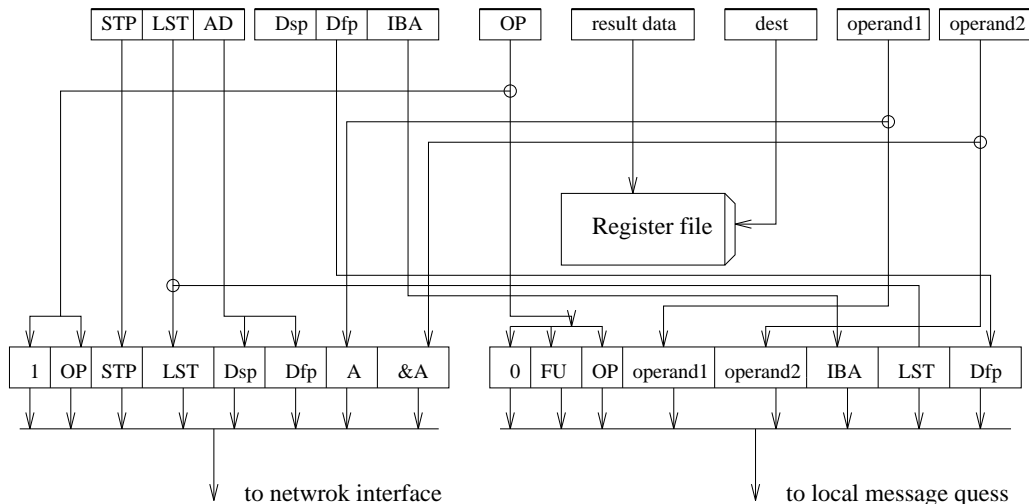 STP LST AD Dsp Dfp IBA OP result data dest operand1 operand2
Register file
1 OP STP LST Dsp Dfp A &A 0 FU OP operand1 operand2 IBA LST Dfp
to netwrok interface to local message quess